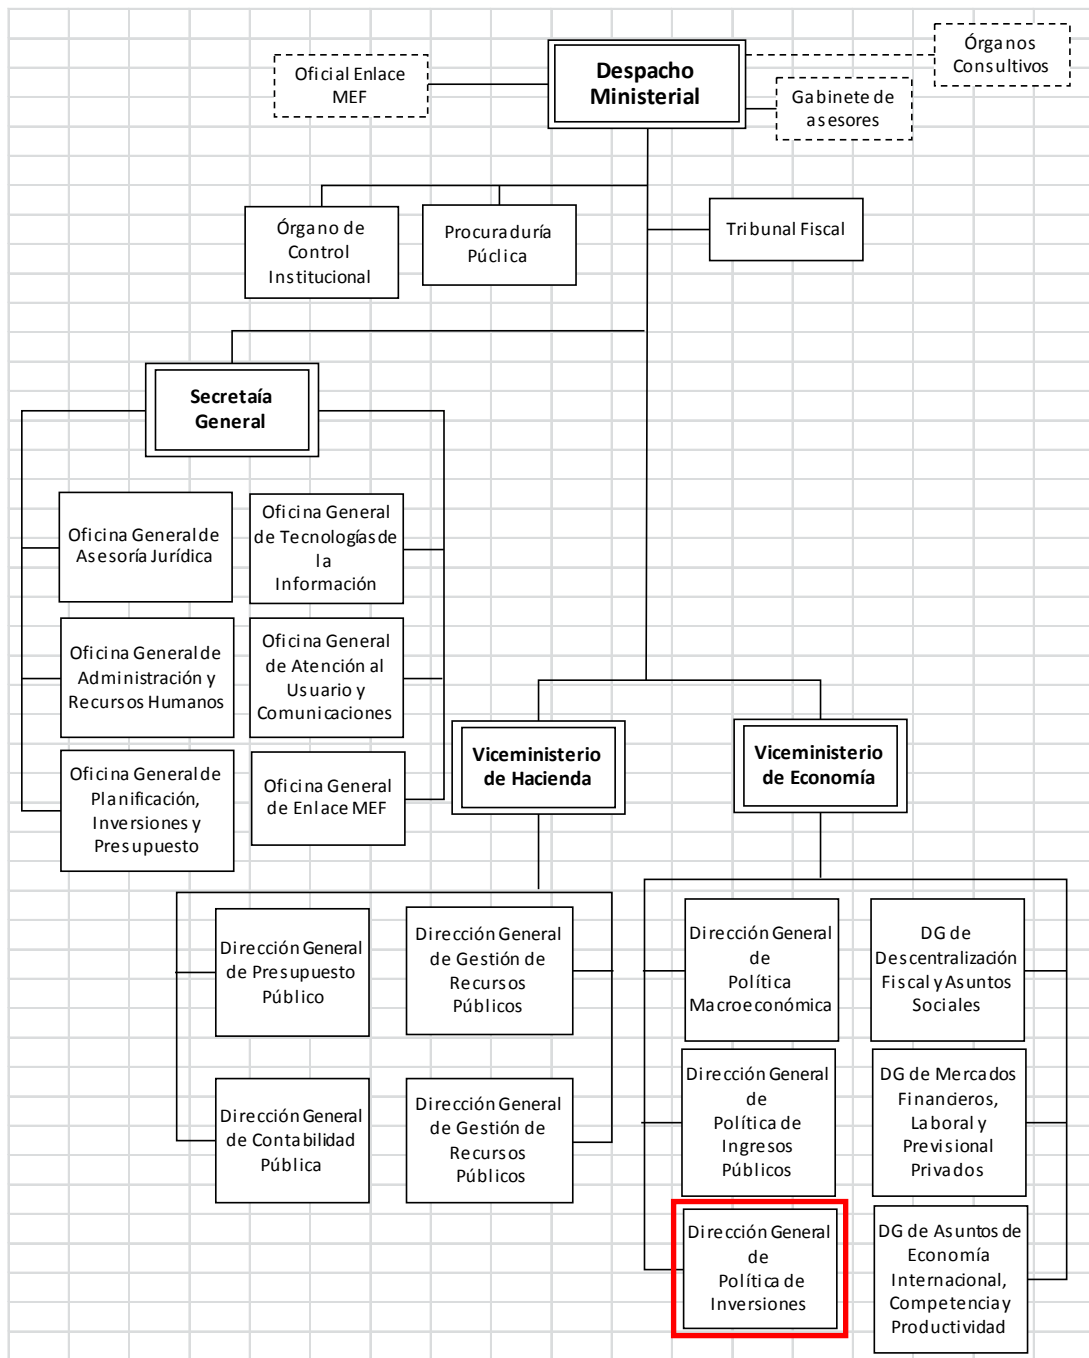 Órganos
Consultivos
Oficial Enlace
MEF
Despacho
Ministerial
Gabinete de
asesores
Órgano de
Control
Institucional
Procuraduría
Púclica
Tribunal Fiscal
Secretaía
General
Oficina General de
Asesoría Jurídica
Oficina General
de Tecnologías de
la
Información
Oficina General de
Administración y
Recursos Humanos
Oficina General
de Atención al
Usuario y
Comunicaciones
Oficina General de
Planificación,
Inversiones y
Presupuesto
Oficina General
de Enlace MEF
Viceministerio
de Hacienda
Viceministerio
de Economía
Dirección General
de Presupuesto
Público
Dirección General
de Gestión de
Recursos
Públicos
Dirección General
de
Política
Macroeconómica
DG de
Descentralización
Fiscal y Asuntos
Sociales
Dirección General
de Contabilidad
Pública
Dirección General
de Gestión de
Recursos
Públicos
Dirección General
de
Política de
Ingresos
Públicos
DG de Mercados
Financieros,
Laboral y
Previsional
Privados
Dirección General
de
Política de
Inversiones
DG de Asuntos de
Economía
Internacional,
Competencia y
Productividad